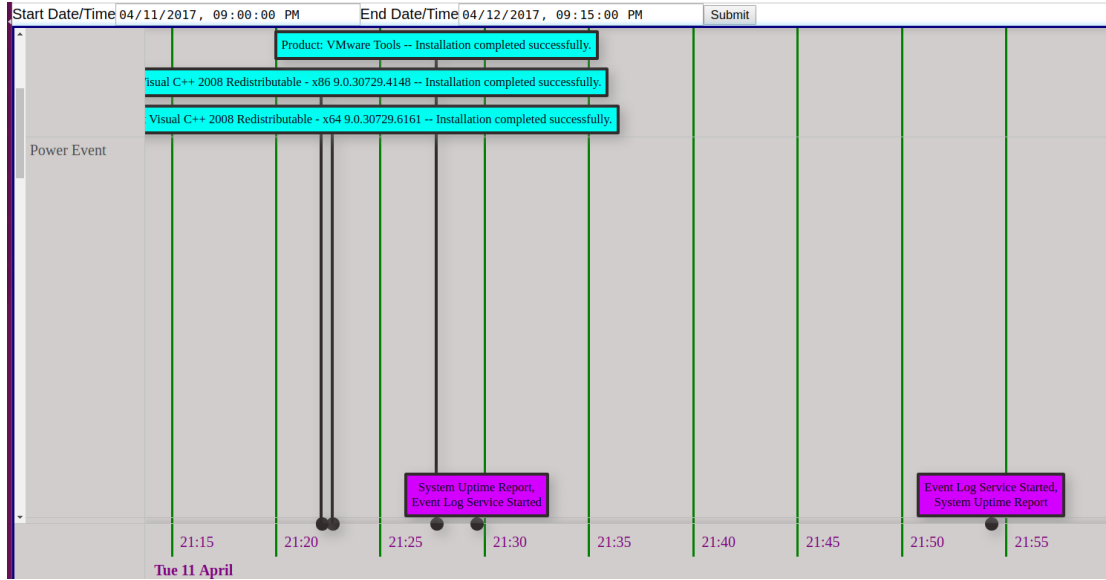 Start Date/Time 04/11/2017, 09:00:00 PM End Date/Time 04/12/2017, 09:15:00 PM Submit
Product: VMware Tools -- Installation completed successfully.
Visual C++ 2008 Redistributable - x86 9.0.30729.4148 -- Installation completed successfully.
Visual C++ 2008 Redistributable - x64 9.0.30729.6161 -- Installation completed successfully.
Power Event
System Uptime Report,
Event Log Service Started
Event Log Service Started,
System Uptime Report
21:15 21:20 21:25 21:30 21:35 21:40 21:45 21:50 21:55
Tue 11 April